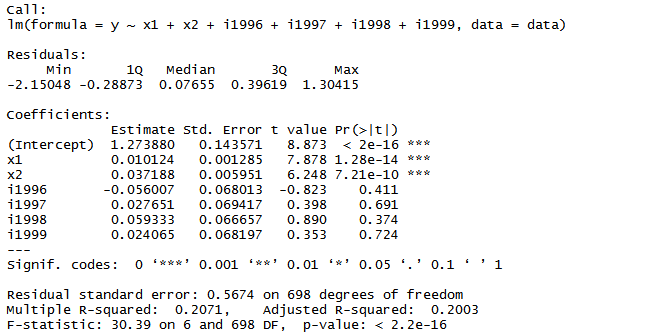 Call:
lm(formula = y ~ x1 + x2 + i1996 + i1997 + i1998 + i1999, data = data)
Residuals:
Min 1Q Median 3Q Max
-2.15048 -0.28873 0.07655 0.39619 1.30415
Coefficients:
Estimate Std. Error t value Pr(>|t|)
(Intercept) 1.273880 0.143571 8.873 < 2e-16 ***
x1 0.010124 0.001285 7.878 1.28e-14 ***
x2 0.037188 0.005951 6.248 7.21e-10 ***
i1996 -0.056007 0.068013 -0.823 0.411
i1997 0.027651 0.069417 0.398 0.691
i1998 0.059333 0.066657 0.890 0.374
i1999 0.024065 0.068197 0.353 0.724
---
Signif. codes: 0 ‘***’ 0.001 ‘**’ 0.01 ‘*’ 0.05 ‘.’ 0.1 ‘ ’ 1
Residual standard error: 0.5674 on 698 degrees of freedom
Multiple R-squared: 0.2071, Adjusted R-squared: 0.2003
F-statistic: 30.39 on 6 and 698 DF, p-value: < 2.2e-16